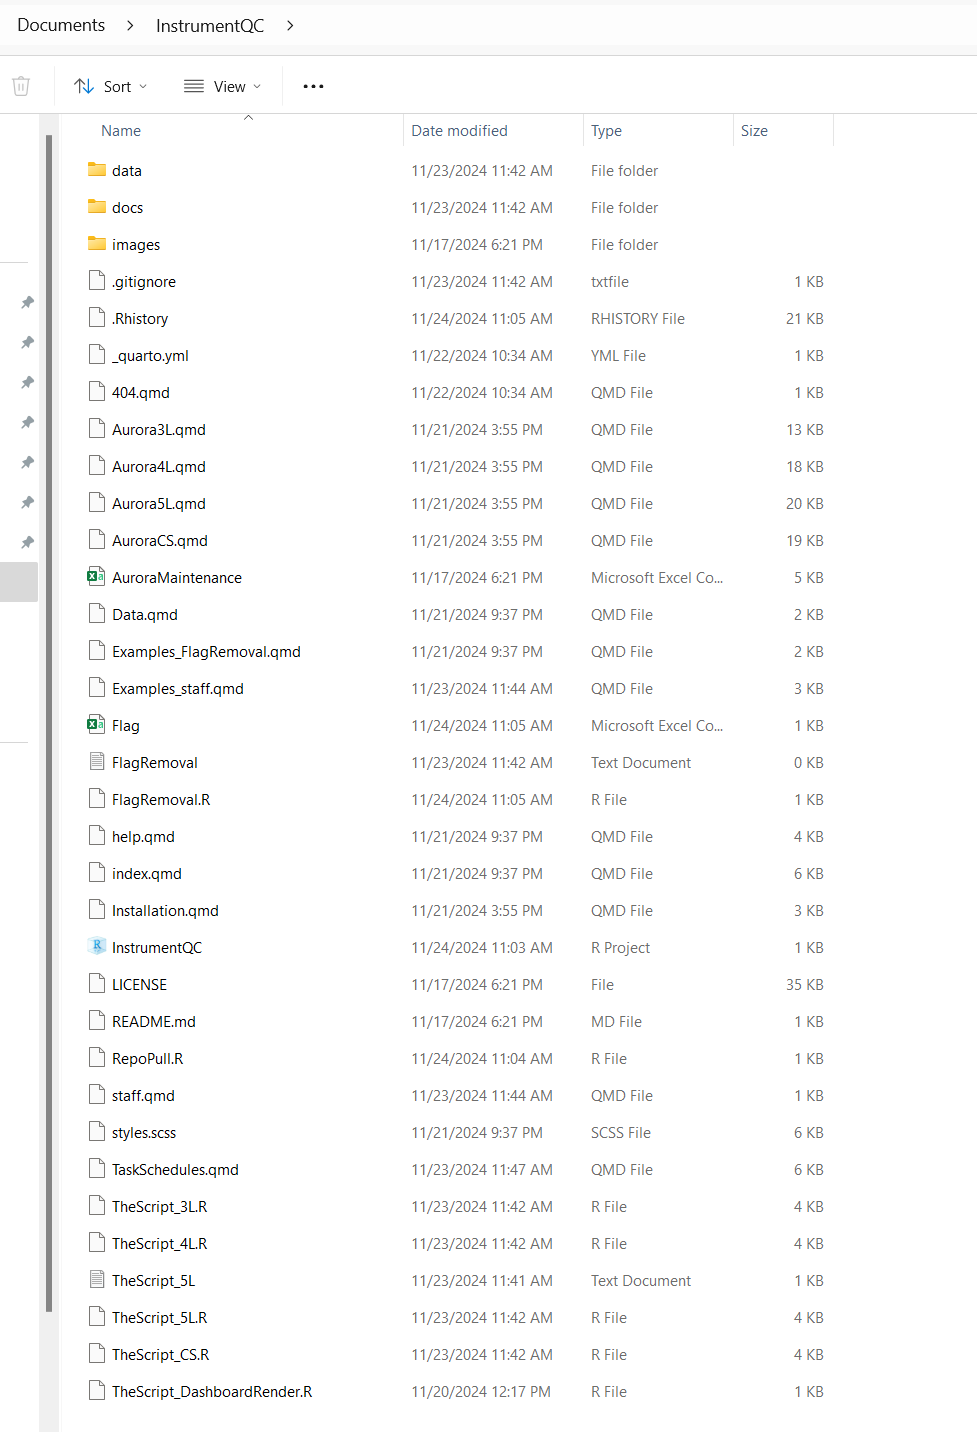 Documents > InstrumentQC >
Sort View ...
Name Date modified Type Size
data 11/23/2024 11:42 AM File folder
docs 11/23/2024 11:42 AM File folder
images 11/17/2024 6:21 PM File folder
.gitignore 11/23/2024 11:42 AM txtfile 1 KB
.Rhistory 11/24/2024 11:05 AM RHISTORY File 21 KB
_quarto.yml 11/22/2024 10:34 AM YML File 1 KB
404.qmd 11/22/2024 10:34 AM QMD File 1 KB
Aurora3L.qmd 11/21/2024 3:55 PM QMD File 13 KB
Aurora4L.qmd 11/21/2024 3:55 PM QMD File 18 KB
Aurora5L.qmd 11/21/2024 3:55 PM QMD File 20 KB
AuroraCS.qmd 11/21/2024 3:55 PM QMD File 19 KB
AuroraMaintenance 11/17/2024 6:21 PM Microsoft Excel Co... 5 KB
Data.qmd 11/21/2024 9:37 PM QMD File 2 KB
Examples_FlagRemoval.qmd 11/21/2024 9:37 PM QMD File 2 KB
Examples_staff.qmd 11/23/2024 11:44 AM QMD File 3 KB
Flag 11/24/2024 11:05 AM Microsoft Excel Co... 1 KB
FlagRemoval 11/23/2024 11:42 AM Text Document 0 KB
FlagRemoval.R 11/24/2024 11:05 AM R File 1 KB
help.qmd 11/21/2024 9:37 PM QMD File 4 KB
index.qmd 11/21/2024 9:37 PM QMD File 6 KB
Installation.qmd 11/21/2024 3:55 PM QMD File 3 KB
InstrumentQC 11/24/2024 11:03 AM R Project 1 KB
LICENSE 11/17/2024 6:21 PM File 35 KB
README.md 11/17/2024 6:21 PM MD File 1 KB
RepoPull.R 11/24/2024 11:04 AM R File 1 KB
staff.qmd 11/23/2024 11:44 AM QMD File 1 KB
styles.scss 11/21/2024 9:37 PM SCSS File 6 KB
TaskSchedules.qmd 11/23/2024 11:47 AM QMD File 6 KB
TheScript_3L.R 11/23/2024 11:42 AM R File 4 KB
TheScript_4L.R 11/23/2024 11:42 AM R File 4 KB
TheScript_5L 11/23/2024 11:41 AM Text Document 1 KB
TheScript_5L.R 11/23/2024 11:42 AM R File 4 KB
TheScript_CS.R 11/23/2024 11:42 AM R File 4 KB
TheScript_DashboardRender.R 11/20/2024 12:17 PM R File 1 KB